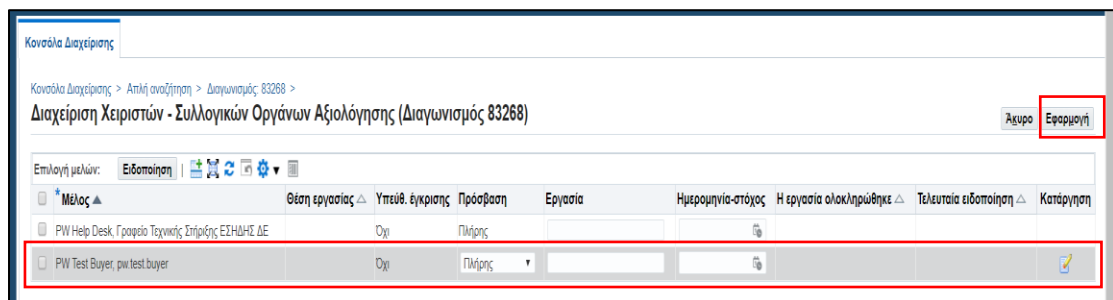 Κονσόλα Διαχείρισης
Κονσόλα Διαχείρισης > Απλή αναζήτηση > Διαγωνισμός: 83268 >
Διαχείριση Χειριστών - Συλλογικών Οργάνων Αξιολόγησης (Διαγωνισμός 83268)
Άκυρο Εφαρμογή
Επιλογή μελών: Ειδοποίηση
*Μέλος Θέση εργασίας Υπεύθ. έγκρισης Πρόσβαση Εργασία Ημερομηνία-στόχος Η εργασία ολοκληρώθηκε Τελευταία ειδοποίηση Κατάργηση
PW Help Desk, Γραφείο Τεχνικής Στήριξης ΕΣΗΔΗΣ ΔΕ Όχι Πλήρης
PW Test Buyer, pw.test.buyer Όχι Πλήρης